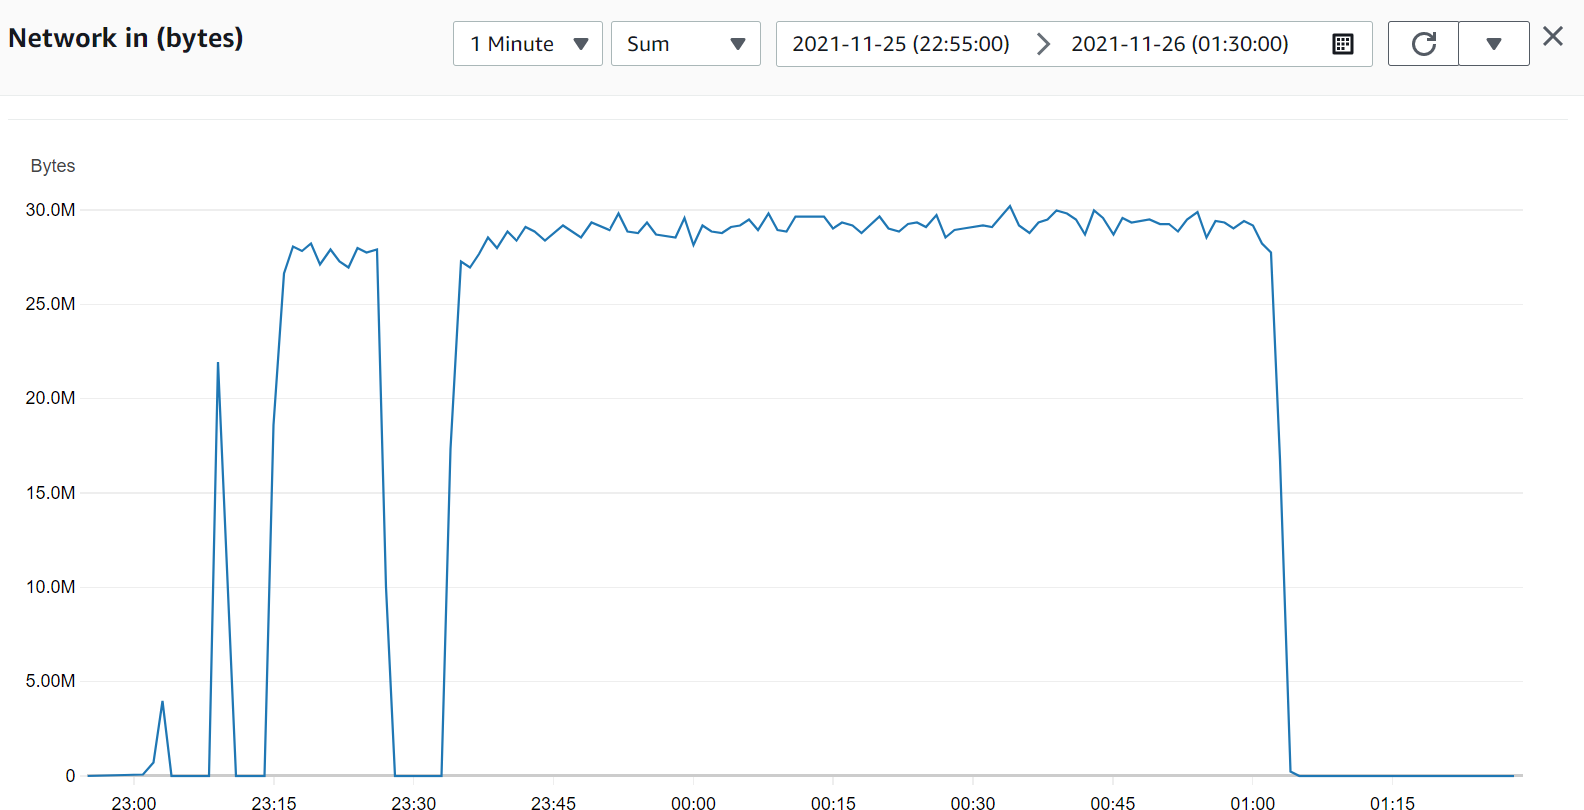 Network in (bytes)
1 Minute
Sum
2021-11-25 (22:55:00)
2021-11-26 (01:30:00)
Bytes
30.0M
25.0M
20.0M
15.0M
10.0M
5.00M
0
23:00
23:15
23:30
23:45
00:00
00:15
00:30
00:45
01:00
01:15